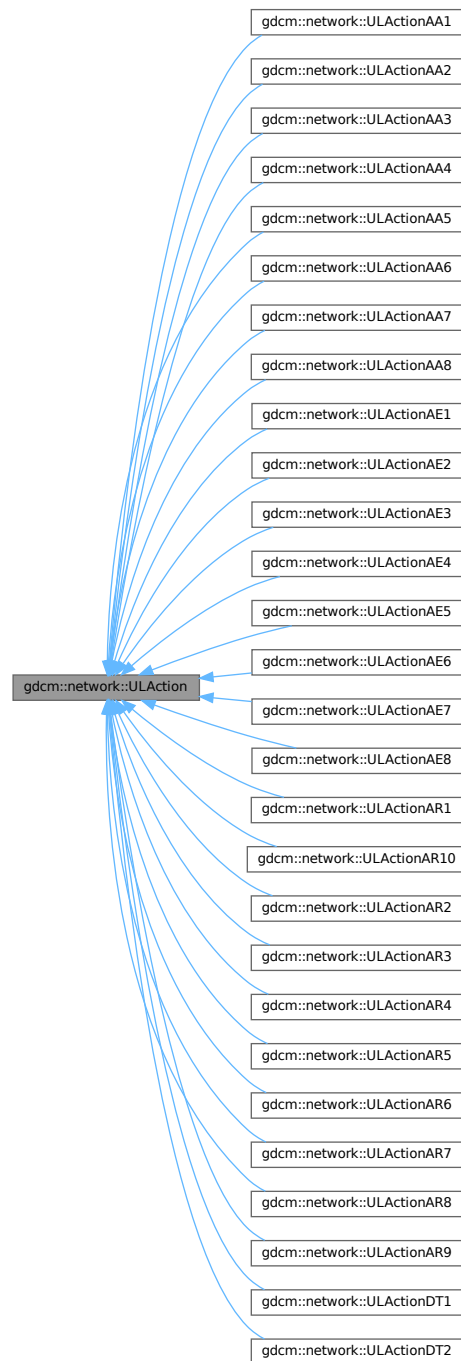 gdcm::network::ULActionAA1
gdcm::network::ULActionAA2
gdcm::network::ULActionAA3
gdcm::network::ULActionAA4
gdcm::network::ULActionAA5
gdcm::network::ULActionAA6
gdcm::network::ULActionAA7
gdcm::network::ULActionAA8
gdcm::network::ULActionAE1
gdcm::network::ULActionAE2
gdcm::network::ULActionAE3
gdcm::network::ULActionAE4
gdcm::network::ULActionAE5
gdcm::network::ULActionAE6
gdcm::network::ULAction
gdcm::network::ULActionAE7
gdcm::network::ULActionAE8
gdcm::network::ULActionAR1
gdcm::network::ULActionAR10
gdcm::network::ULActionAR2
gdcm::network::ULActionAR3
gdcm::network::ULActionAR4
gdcm::network::ULActionAR5
gdcm::network::ULActionAR6
gdcm::network::ULActionAR7
gdcm::network::ULActionAR8
gdcm::network::ULActionAR9
gdcm::network::ULActionDT1
gdcm::network::ULActionDT2